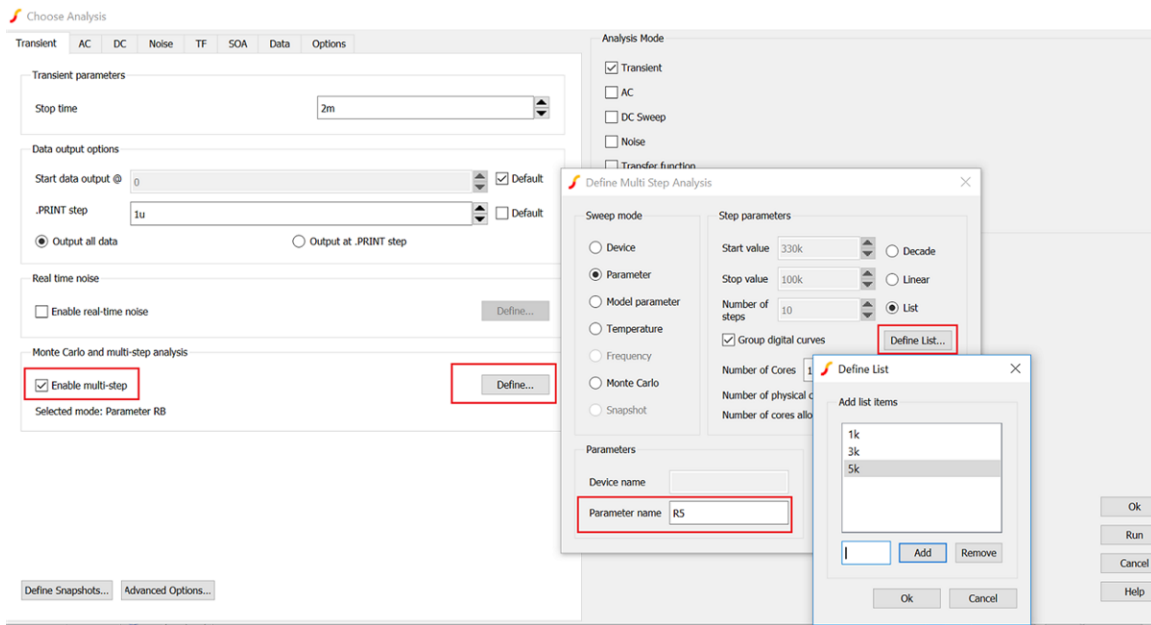 Choose Analysis
Transient AC DC Noise TF SOA Data Options
Transient parameters
Stop time 2m
Data output options
Start data output @ 0 Default
.PRINT step 1u Default
Output all data Output at .PRINT step
Real time noise
Enable real-time noise Define...
Monte Carlo and multi-step analysis
Enable multi-step Define...
Selected mode: Parameter RB
Define Snapshots... Advanced Options...
Analysis Mode
Transient
AC
DC Sweep
Noise
Transfer function
Define Multi Step Analysis
Sweep mode
Device
Parameter
Model parameter
Temperature
Frequency
Monte Carlo
Snapshot
Step parameters
Start value 330k Decade
Stop value 100k Linear
Number of steps 10 List
Group digital curves Define List...
Number of Cores 1
Number of physical c
Number of cores allo
Parameters
Device name
Parameter name R5
Define List
Add list items
1k
3k
5k
Add Remove
Ok Cancel
Ok
Run
Cancel
Help